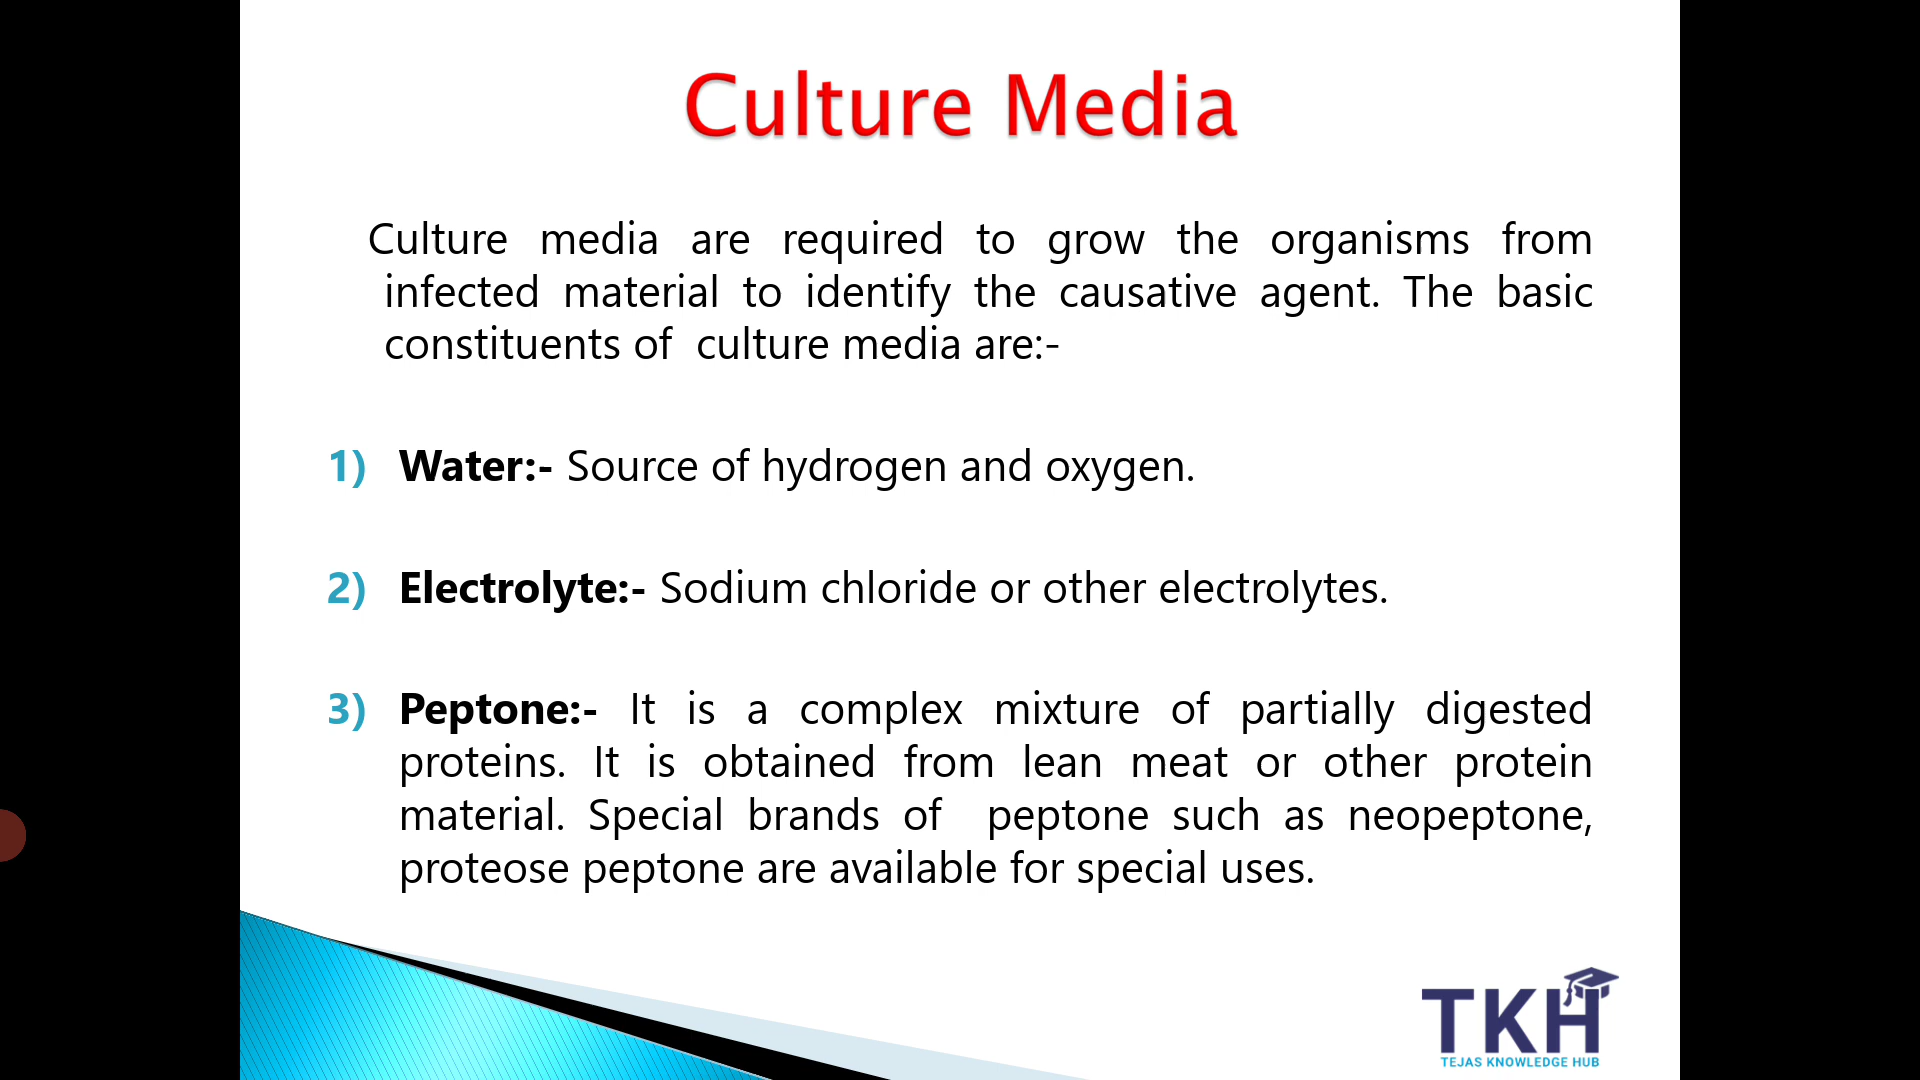 Culture Media
Culture media are required to grow the organisms from
infected material to identify the causative agent. The basic
constituents of culture media are:-
1) Water:- Source of hydrogen and oxygen.
2) Electrolyte:- Sodium chloride or other electrolytes.
3) Peptone:- It is a complex mixture of partially digested
proteins. It is obtained from lean meat or other protein
material. Special brands of peptone such as neopeptone,
proteose peptone are available for special uses.
TKH
TEJAS KNOWLEDGE HUB